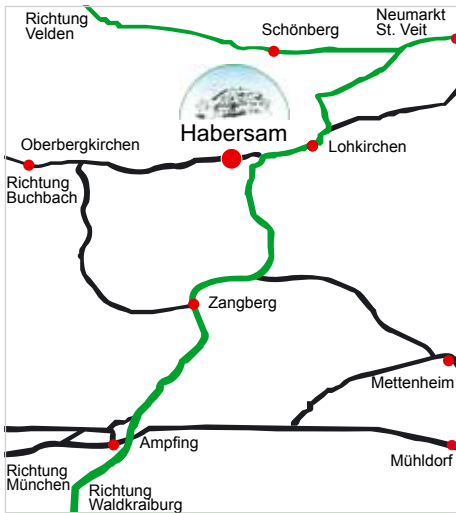 Richtung
Velden
Schönberg
Neumarkt
St. Veit
Habersam
Oberbergkirchen
Lohkirchen
Richtung
Buchbach
Zangberg
Mettenheim
Ampfing
Mühldorf
Richtung
München
Richtung
Waldkraiburg